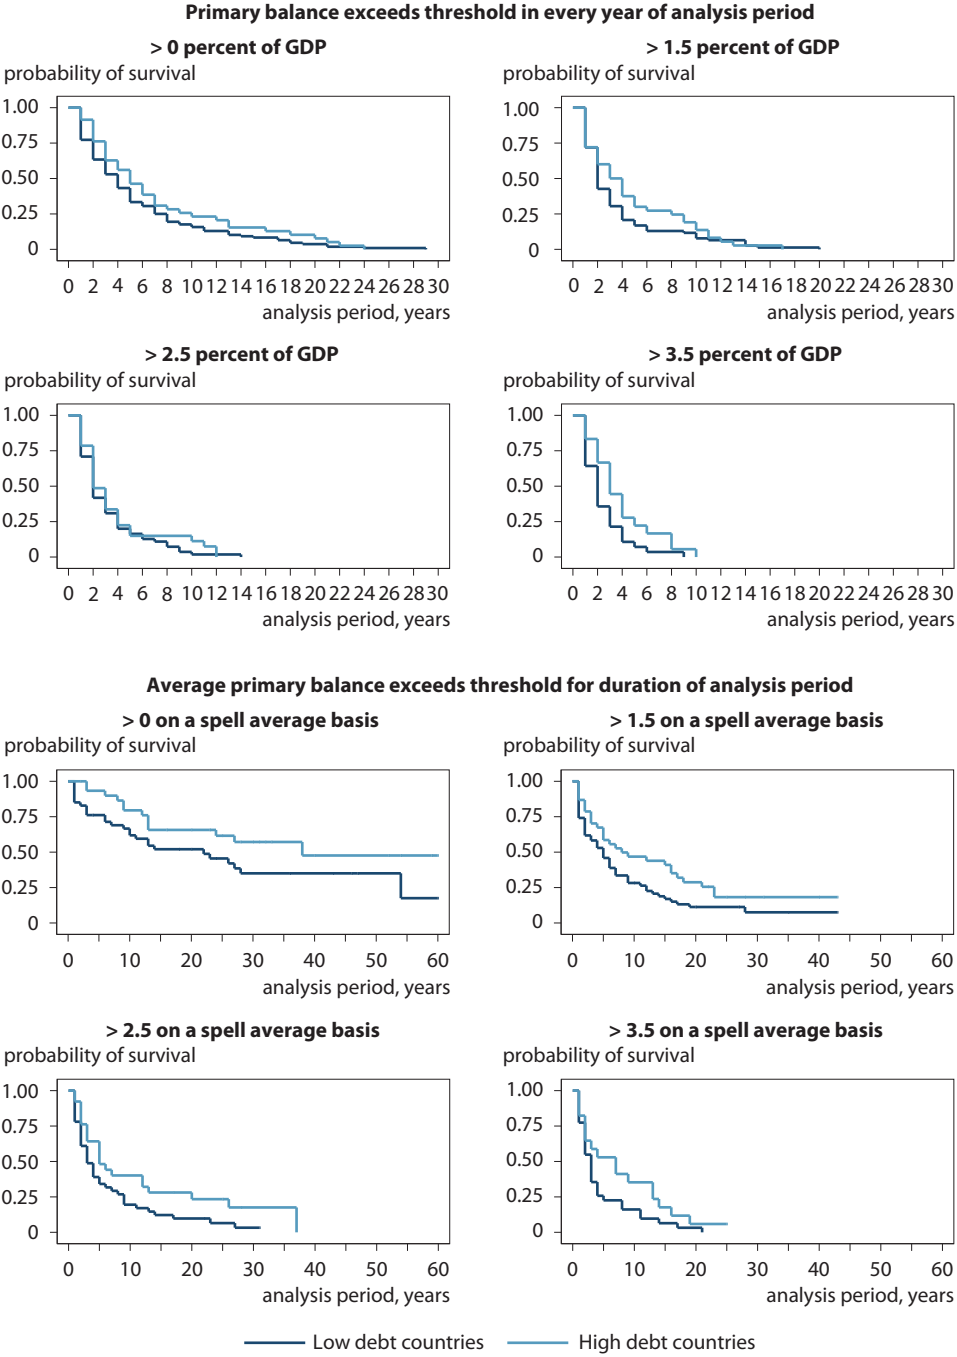 Primary balance exceeds threshold in every year of analysis period
> 0 percent of GDP
probability of survival
1.00
0.75
0.50
0.25
0
0 2 4 6 8 10 12 14 16 18 20 22 24 26 28 30
analysis period, years
> 1.5 percent of GDP
probability of survival
1.00
0.75
0.50
0.25
0
0 2 4 6 8 10 12 14 16 18 20 22 24 26 28 30
analysis period, years
> 2.5 percent of GDP
probability of survival
1.00
0.75
0.50
0.25
0
0 2 4 6 8 10 12 14 16 18 20 22 24 26 28 30
analysis period, years
> 3.5 percent of GDP
probability of survival
1.00
0.75
0.50
0.25
0
0 2 4 6 8 10 12 14 16 18 20 22 24 26 28 30
analysis period, years
Average primary balance exceeds threshold for duration of analysis period
> 0 on a spell average basis
probability of survival
1.00
0.75
0.50
0.25
0
0 10 20 30 40 50 60
analysis period, years
> 1.5 on a spell average basis
probability of survival
1.00
0.75
0.50
0.25
0
0 10 20 30 40 50 60
analysis period, years
> 2.5 on a spell average basis
probability of survival
1.00
0.75
0.50
0.25
0
0 10 20 30 40 50 60
analysis period, years
> 3.5 on a spell average basis
probability of survival
1.00
0.75
0.50
0.25
0
0 10 20 30 40 50 60
analysis period, years
Low debt countries
High debt countries